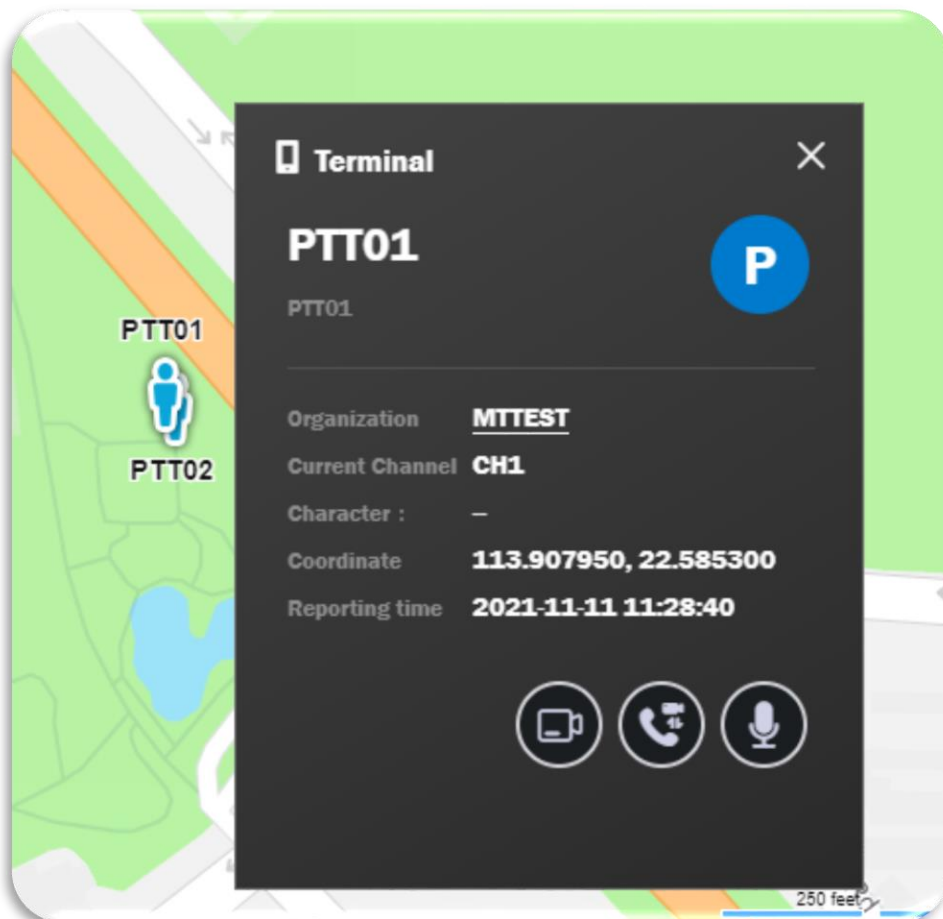 Terminal
PTT01
P
PTT01
PTT01
PTT02
Organization MTTEST
Current Channel CH1
Character : –
Coordinate 113.907950, 22.585300
Reporting time 2021-11-11 11:28:40
250 feet